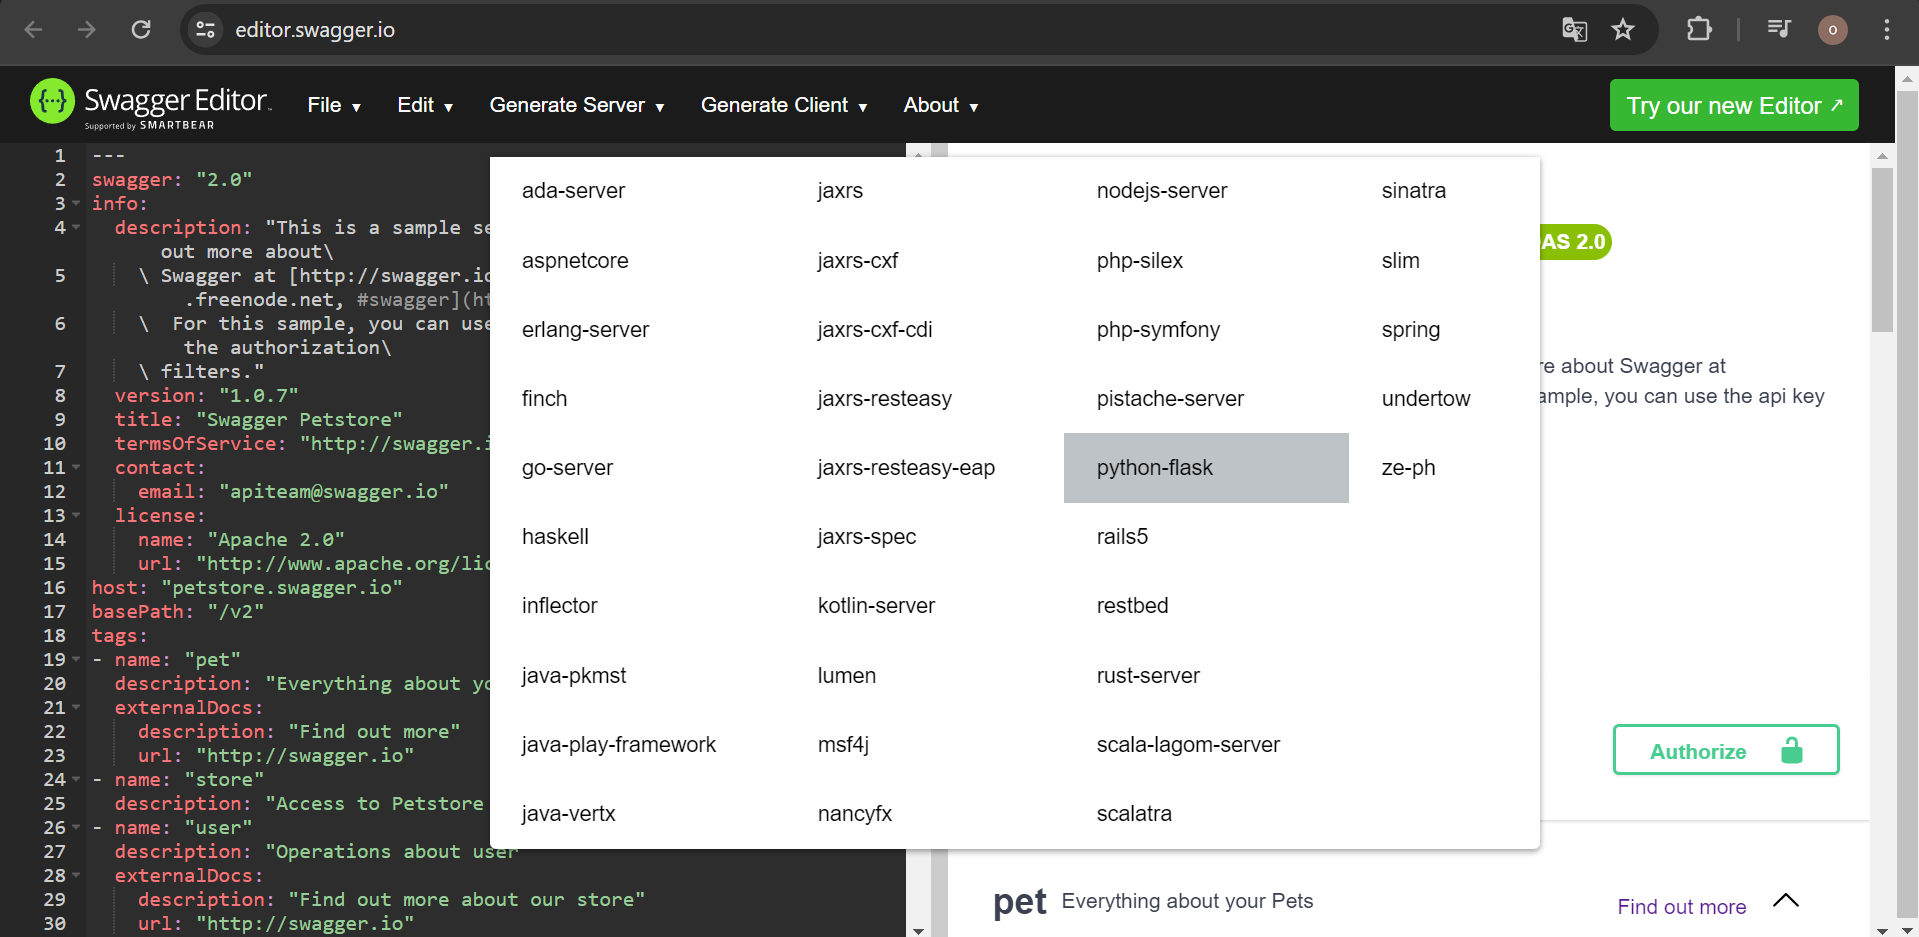 editor.swagger.io
O
{···} Swagger Editor
Supported by SMARTBEAR
File ▼ Edit ▼ Generate Server ▼ Generate Client ▼ About ▼
Try our new Editor ↗
1 ---
2 swagger: "2.0"
3 info:
4 description: "This is a sample se
out more about\
5 \ Swagger at [http://swagger.io
.freenode.net, #swagger](ht
6 \  For this sample, you can use
the authorization\
7 \ filters."
8 version: "1.0.7"
9 title: "Swagger Petstore"
10 termsOfService: "http://swagger.i
11 contact:
12 email: "apiteam@swagger.io"
13 license:
14 name: "Apache 2.0"
15 url: "http://www.apache.org/lic
16 host: "petstore.swagger.io"
17 basePath: "/v2"
18 tags:
19 - name: "pet"
20 description: "Everything about yo
21 externalDocs:
22 description: "Find out more"
23 url: "http://swagger.io"
24 - name: "store"
25 description: "Access to Petstore
26 - name: "user"
27 description: "Operations about user
28 externalDocs:
29 description: "Find out more about our store"
30 url: "http://swagger.io"
ada-server jaxrs nodejs-server sinatra
aspnetcore jaxrs-cxf php-silex slim
erlang-server jaxrs-cxf-cdi php-symfony spring
finch jaxrs-resteasy pistache-server undertow
go-server jaxrs-resteasy-eap python-flask ze-ph
haskell jaxrs-spec rails5
inflector kotlin-server restbed
java-pkmst lumen rust-server
java-play-framework msf4j scala-lagom-server
java-vertx nancyfx scalatra
AS 2.0
re about Swagger at
ample, you can use the api key
Authorize
pet Everything about your Pets
Find out more